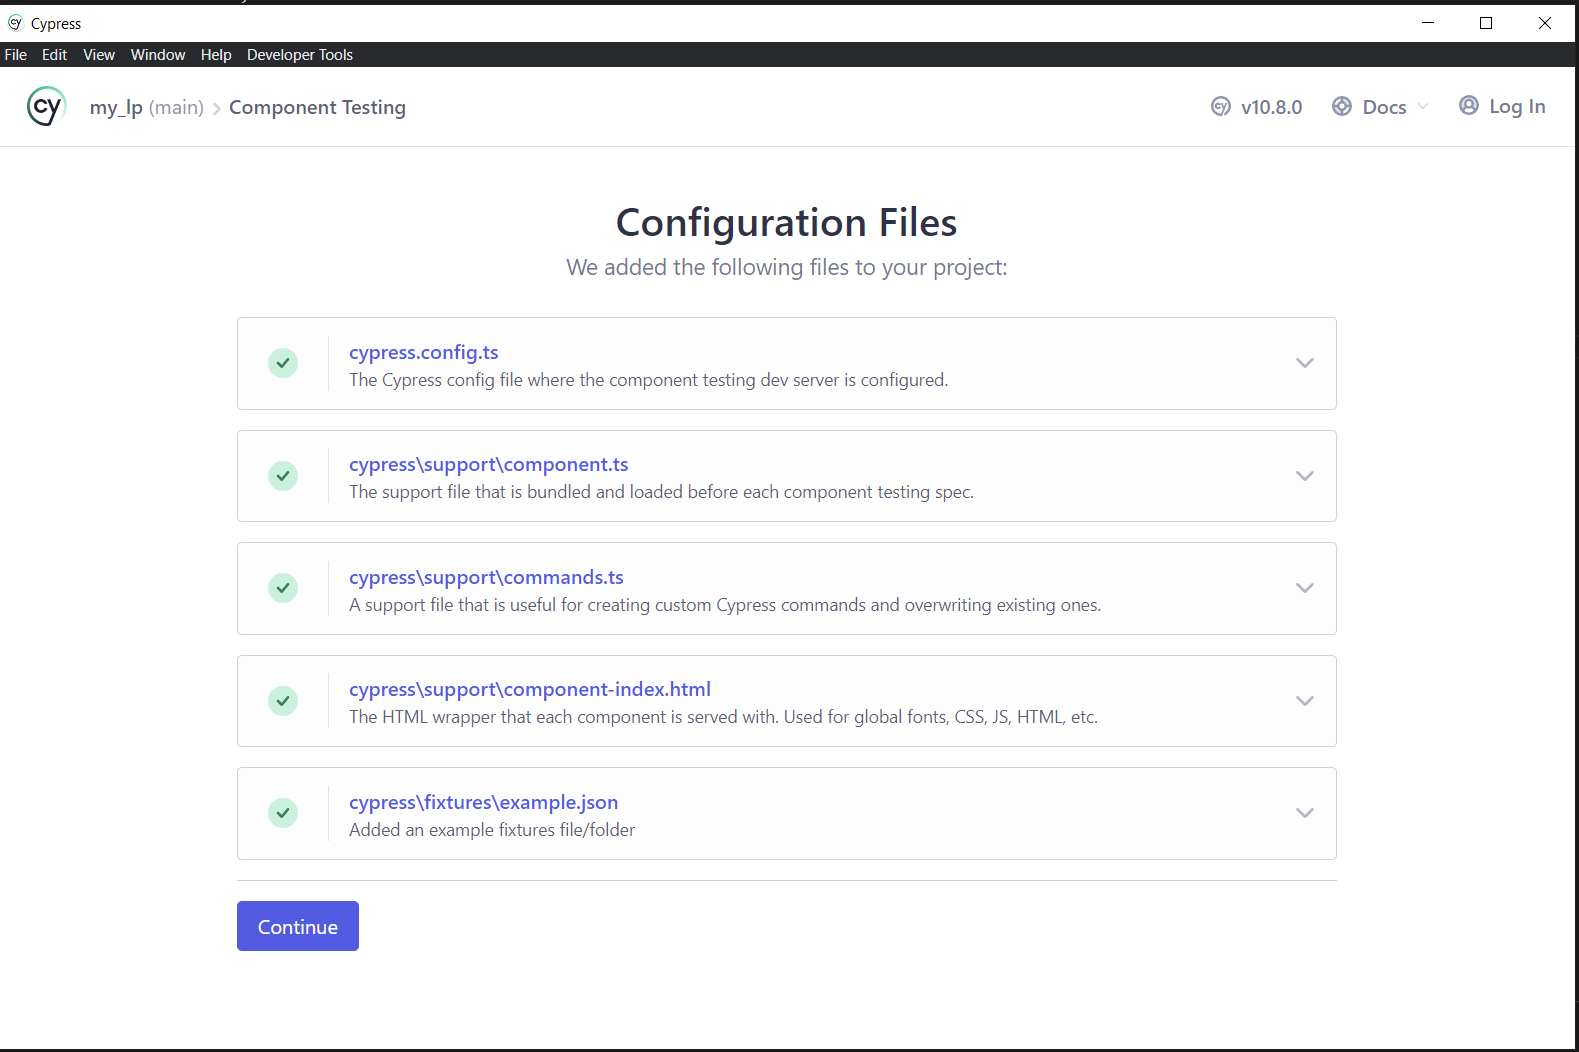 cy Cypress
File Edit View Window Help Developer Tools
cy my_lp (main) Component Testing cy v10.8.0 Docs Log In
Configuration Files
We added the following files to your project:
cypress.config.ts
The Cypress config file where the component testing dev server is configured.
cypress\support\component.ts
The support file that is bundled and loaded before each component testing spec.
cypress\support\commands.ts
A support file that is useful for creating custom Cypress commands and overwriting existing ones.
cypress\support\component-index.html
The HTML wrapper that each component is served with. Used for global fonts, CSS, JS, HTML, etc.
cypress\fixtures\example.json
Added an example fixtures file/folder
Continue